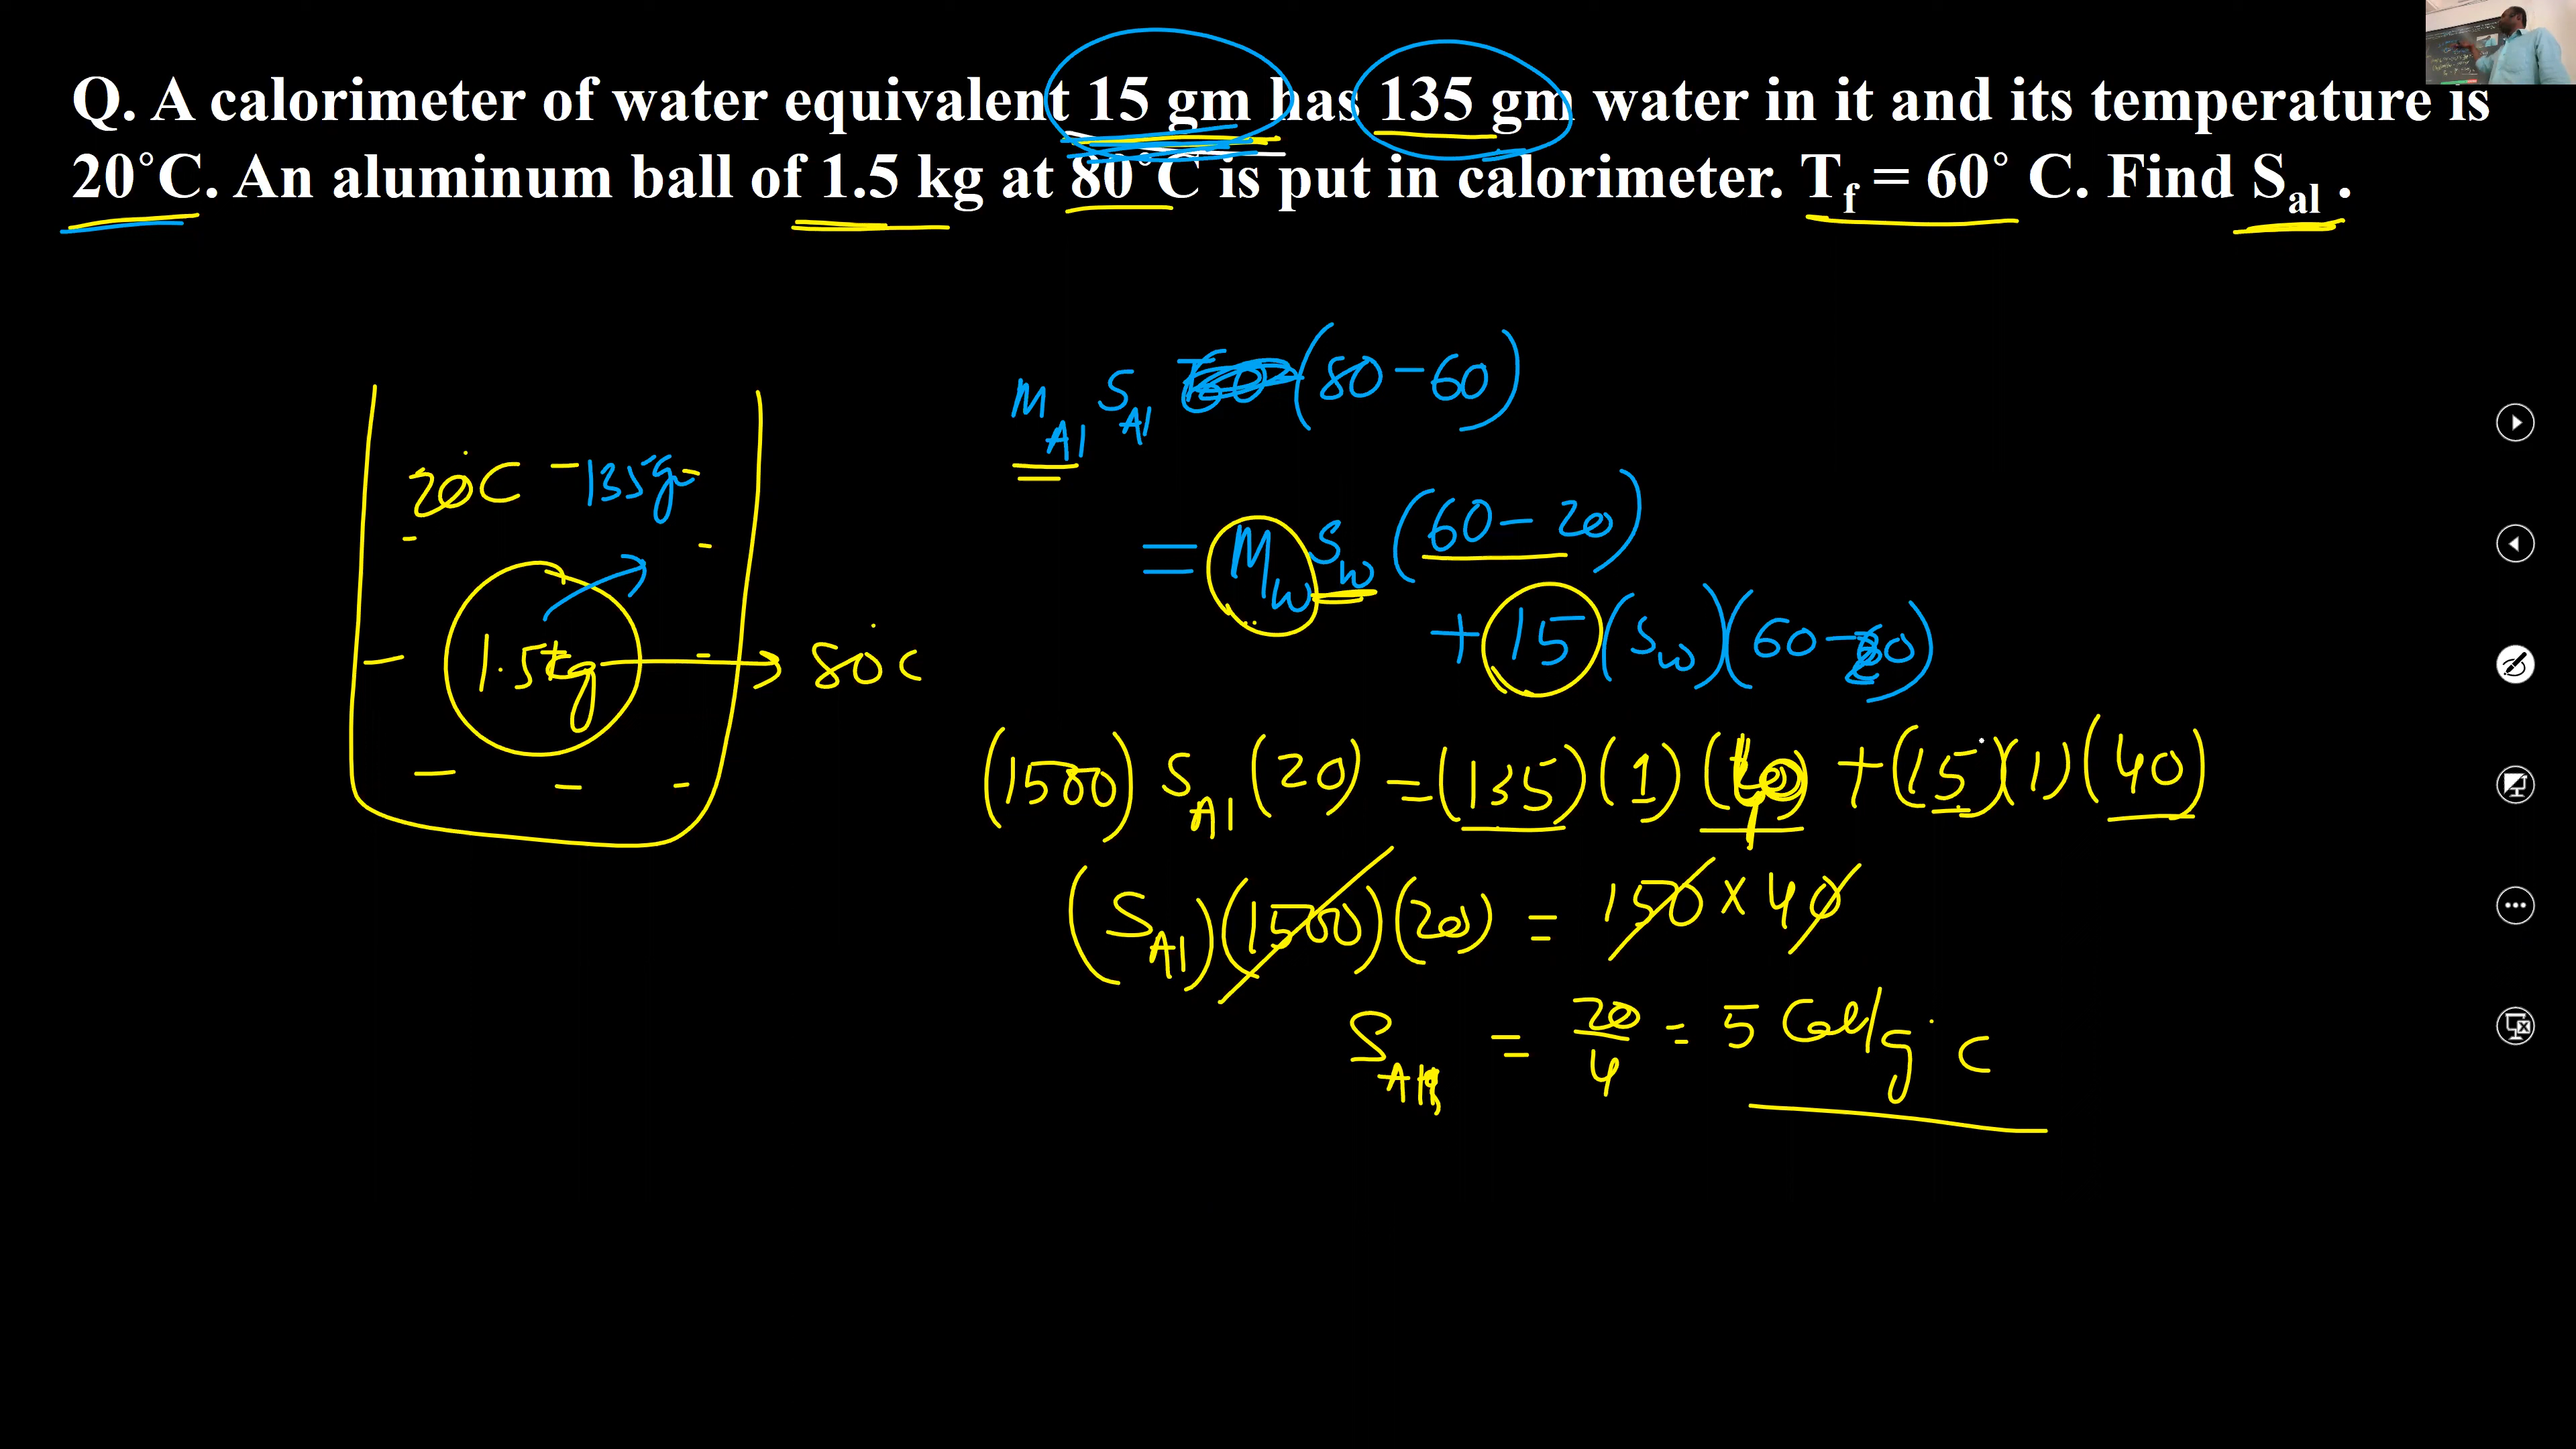 Q. A calorimeter of water equivalent 15 gm has 135 gm water in it and its temperature is
20°C. An aluminum ball of 1.5 kg at 80°C is put in calorimeter. Tf = 60° C. Find Sal .
M_Al S_Al (80-60)
20°C 135g
= M_w S_w (60-20)
+ 15 (S_w)(60-20)
1.5kg → 80°C
(1500) S_Al (20) = (135)(1)(40) + (15)(1)(40)
(S_Al)(1500)(20) = 150 × 40
S_Al = 20/4 = 5 Cal/g°C